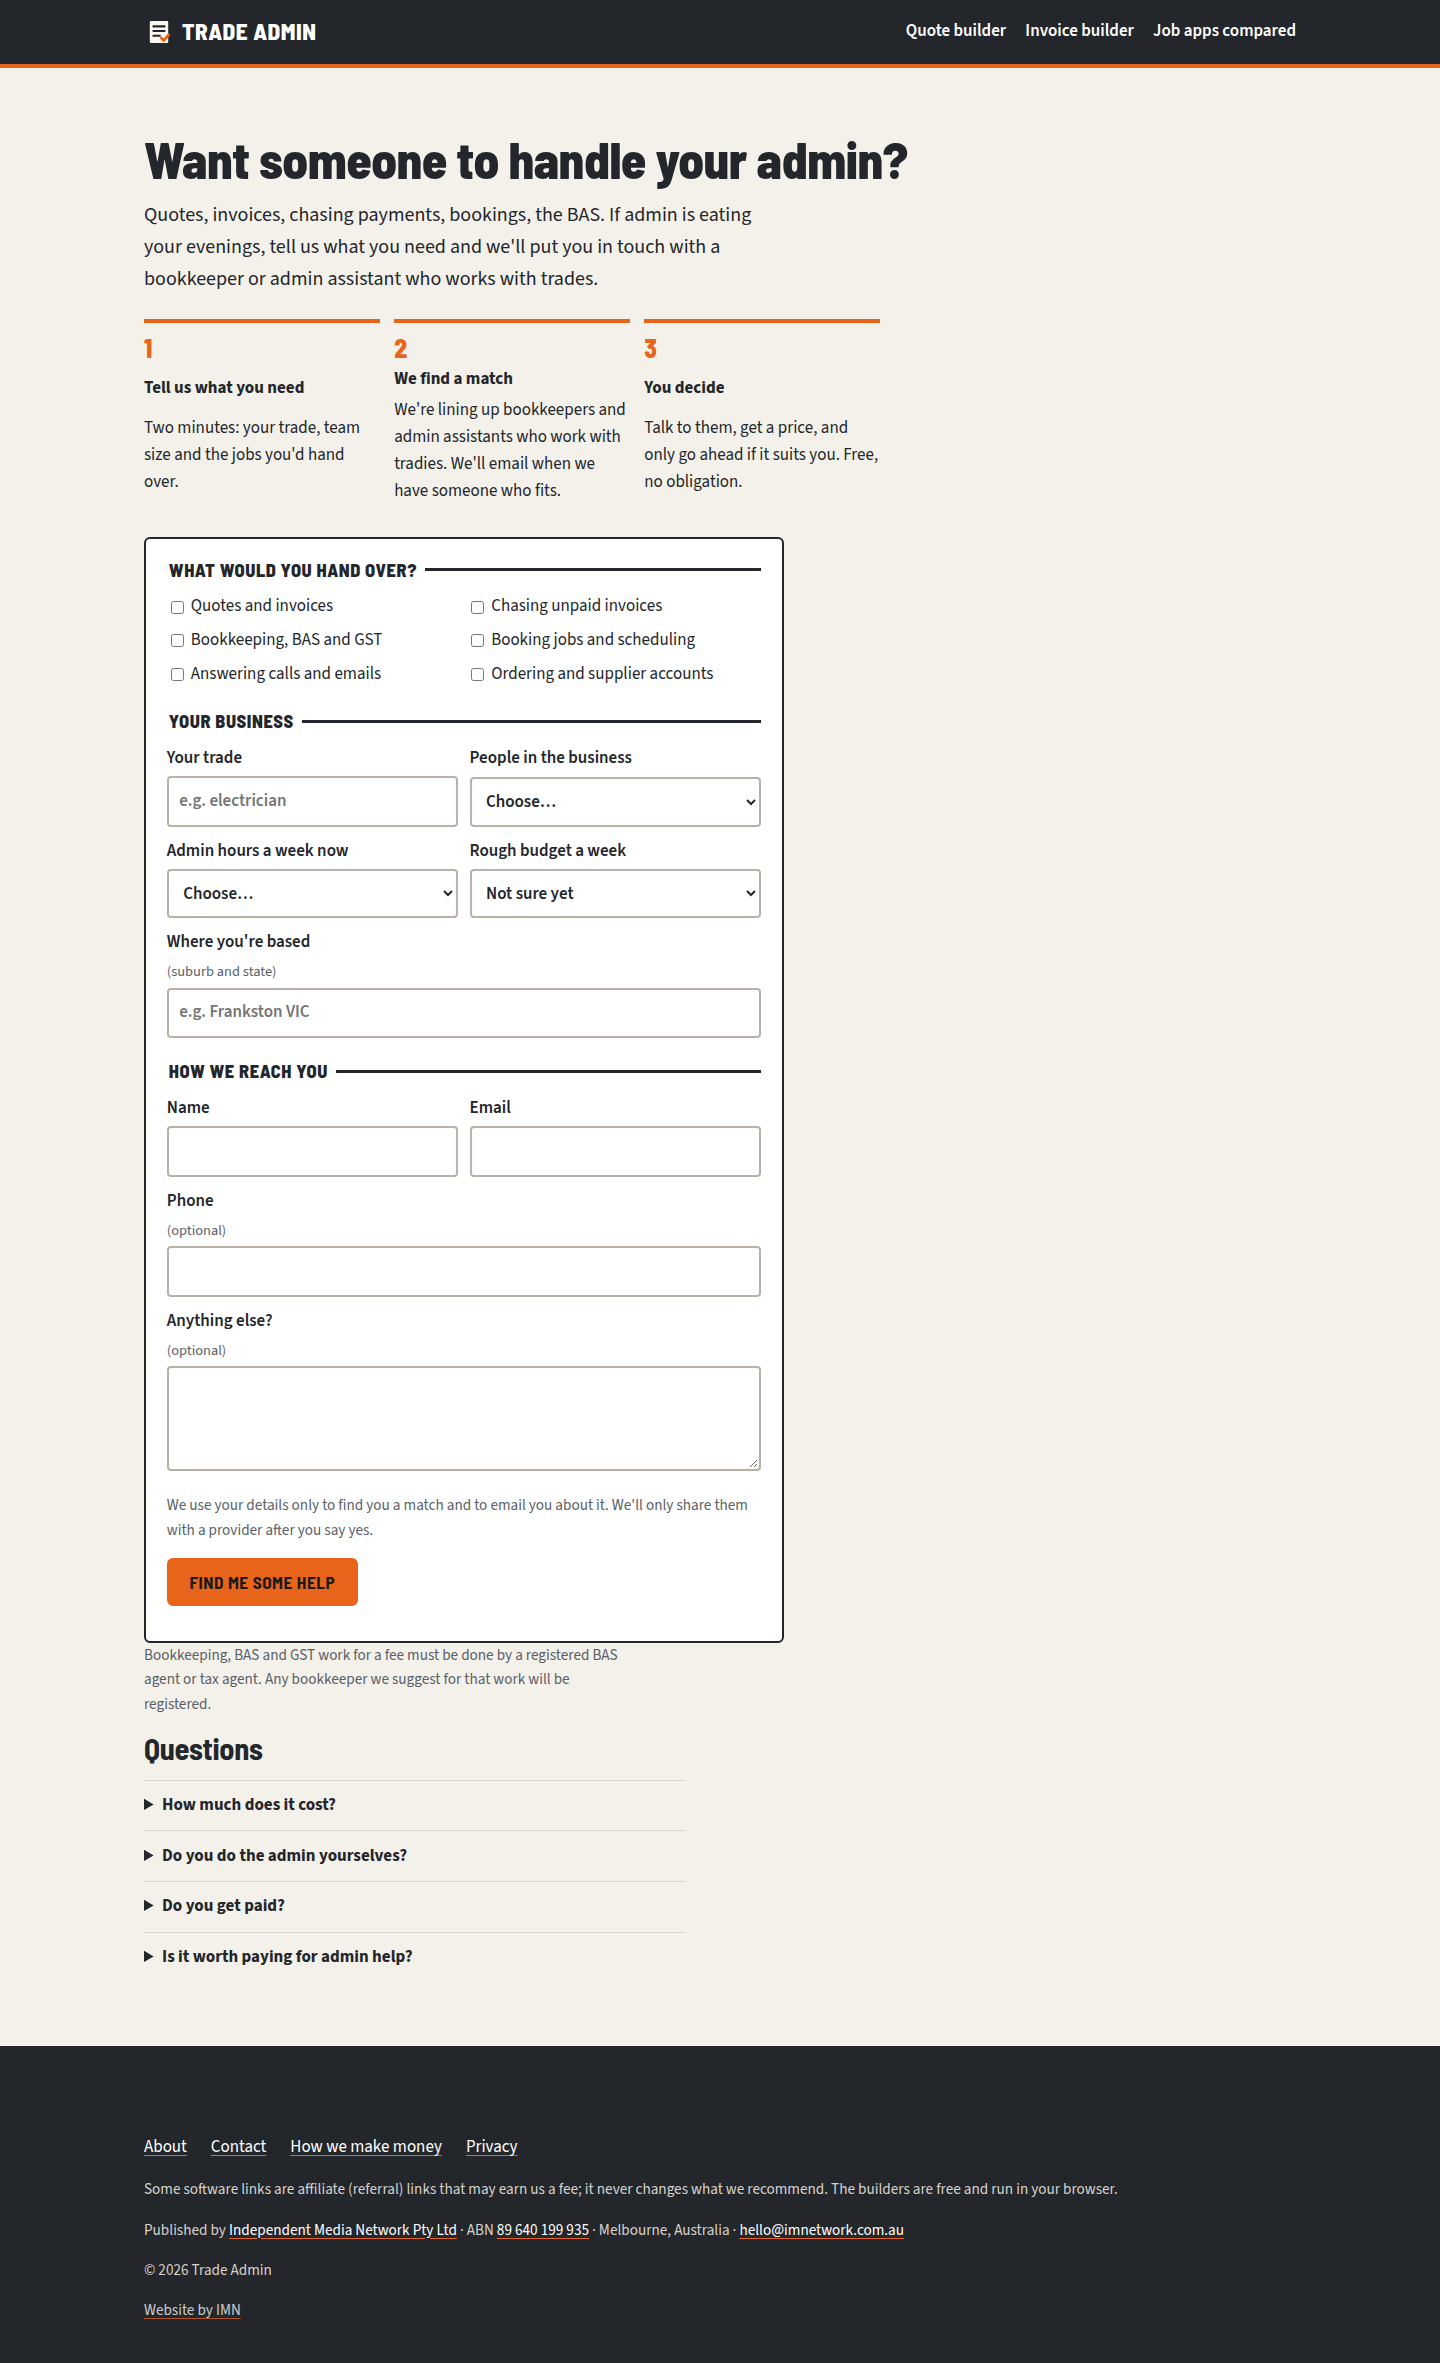 TRADE ADMIN
Quote builder Invoice builder Job apps compared
Want someone to handle your admin?
Quotes, invoices, chasing payments, bookings, the BAS. If admin is eating
your evenings, tell us what you need and we'll put you in touch with a
bookkeeper or admin assistant who works with trades.
1
Tell us what you need
Two minutes: your trade, team
size and the jobs you'd hand
over.
2
We find a match
We're lining up bookkeepers and
admin assistants who work with
tradies. We'll email when we
have someone who fits.
3
You decide
Talk to them, get a price, and
only go ahead if it suits you. Free,
no obligation.
WHAT WOULD YOU HAND OVER?
Quotes and invoices
Chasing unpaid invoices
Bookkeeping, BAS and GST
Booking jobs and scheduling
Answering calls and emails
Ordering and supplier accounts
YOUR BUSINESS
Your trade
e.g. electrician
People in the business
Choose...
Admin hours a week now
Choose...
Rough budget a week
Not sure yet
Where you're based
(suburb and state)
e.g. Frankston VIC
HOW WE REACH YOU
Name
Email
Phone
(optional)
Anything else?
(optional)
We use your details only to find you a match and to email you about it. We'll only share them
with a provider after you say yes.
FIND ME SOME HELP
Bookkeeping, BAS and GST work for a fee must be done by a registered BAS
agent or tax agent. Any bookkeeper we suggest for that work will be
registered.
Questions
How much does it cost?
Do you do the admin yourselves?
Do you get paid?
Is it worth paying for admin help?
About Contact How we make money Privacy
Some software links are affiliate (referral) links that may earn us a fee; it never changes what we recommend. The builders are free and run in your browser.
Published by Independent Media Network Pty Ltd · ABN 89 640 199 935 · Melbourne, Australia · hello@imnetwork.com.au
© 2026 Trade Admin
Website by IMN